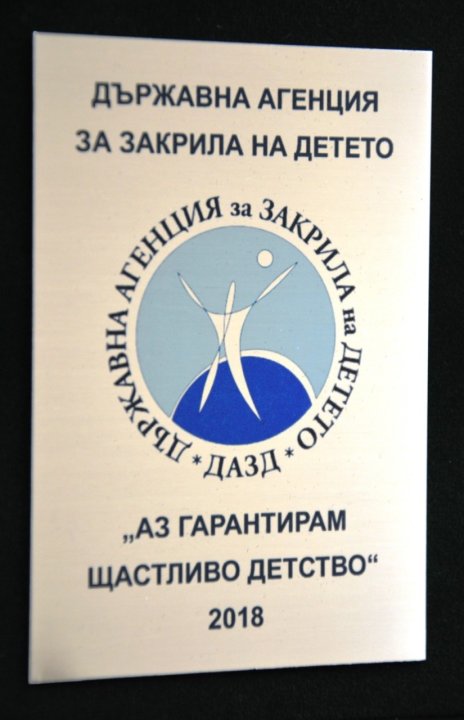 ДЪРЖАВНА АГЕНЦИЯ
ЗА ЗАКРИЛА НА ДЕТЕТО
ДЪРЖАВНА АГЕНЦИЯ за ЗАКРИЛА на ДЕТЕТО
* ДАЗД *
„АЗ ГАРАНТИРАМ
ЩАСТЛИВО ДЕТСТВО“
2018